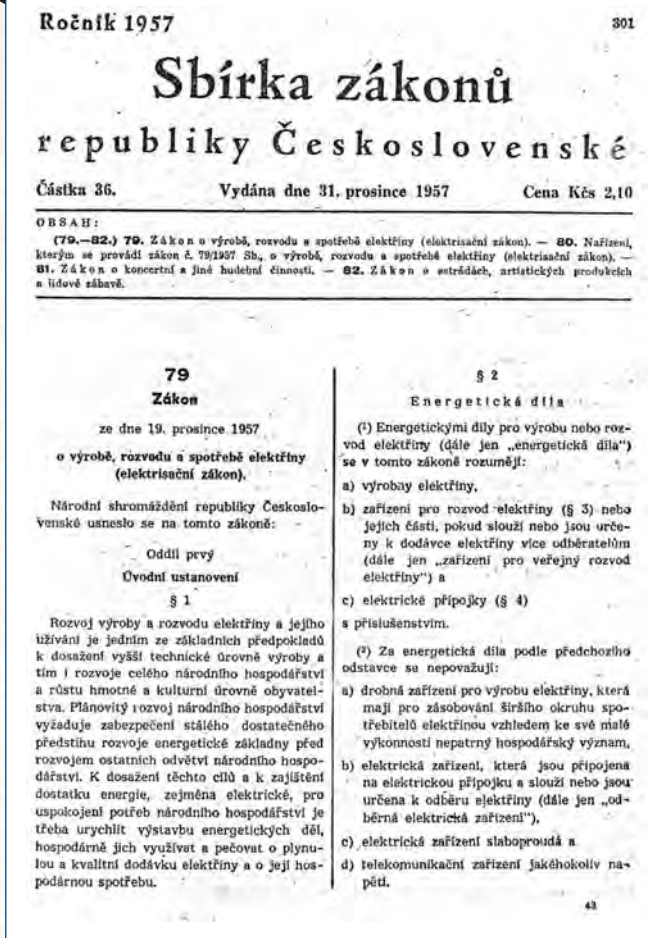 Ročník 1957
301
Sbírka zákonů
republiky Československé
Částka 36.
Vydána dne 31. prosince 1957
Cena Kčs 2,10
OBSAH:
(79.—82.) 79. Zákon o výrobě, rozvodu a spotřebě elektřiny (elektrisační zákon). — 80. Nařízení,
kterým se provádí zákon č. 79/1957 Sb., o výrobě, rozvodu a spotřebě elektřiny (elektrisační zákon). —
81. Zákon o koncertní a jiné hudební činnosti. — 82. Zákon o estrádách, artistických produkcích
a lidové zábavě.
79
Zákon
ze dne 19. prosince 1957
o výrobě, rozvodu a spotřebě elektřiny
(elektrisační zákon).
Národní shromáždění republiky Českoslo-
venské usneslo se na tomto zákoně:
Oddíl prvý
Úvodní ustanovení
§ 1
Rozvoj výroby a rozvodu elektřiny a jejího
užívání je jedním ze základních předpokladů
k dosažení vyšší technické úrovně výroby a
tím i rozvoje celého národního hospodářství
a růstu hmotné a kulturní úrovně obyvatel-
stva. Plánovitý rozvoj národního hospodářství
vyžaduje zabezpečení stálého dostatečného
předstihu rozvoje energetické základny před
rozvojem ostatních odvětví národního hospo-
dářství. K dosažení těchto cílů a k zajištění
dostatku energie, zejména elektrické, pro
uspokojení potřeb národního hospodářství je
třeba urychlit výstavbu energetických děl,
hospodárně jich využívat a pečovat o plynu-
lou a kvalitní dodávku elektřiny a o její hos-
podárnou spotřebu.
§ 2
Energetická díla
(¹) Energetickými díly pro výrobu nebo roz-
vod elektřiny (dále jen „energetická díla")
se v tomto zákoně rozumějí:
a) výrobny elektřiny,
b) zařízení pro rozvod elektřiny (§ 3) nebo
jejich části, pokud slouží nebo jsou urče-
ny k dodávce elektřiny více odběratelům
(dále jen „zařízení pro veřejný rozvod
elektřiny") a
c) elektrické přípojky (§ 4)
s příslušenstvím.
(²) Za energetická díla podle předchozího
odstavce se nepovažují:
a) drobná zařízení pro výrobu elektřiny, která
mají pro zásobování širšího okruhu spo-
třebitelů elektřinou vzhledem ke své malé
výkonnosti nepatrný hospodářský význam,
b) elektrická zařízení, která jsou připojena
na elektrickou přípojku a slouží nebo jsou
určena k odběru elektřiny (dále jen „od-
běrná elektrická zařízení"),
c) elektrická zařízení slaboproudá a
d) telekomunikační zařízení jakéhokoliv na-
pětí.
43